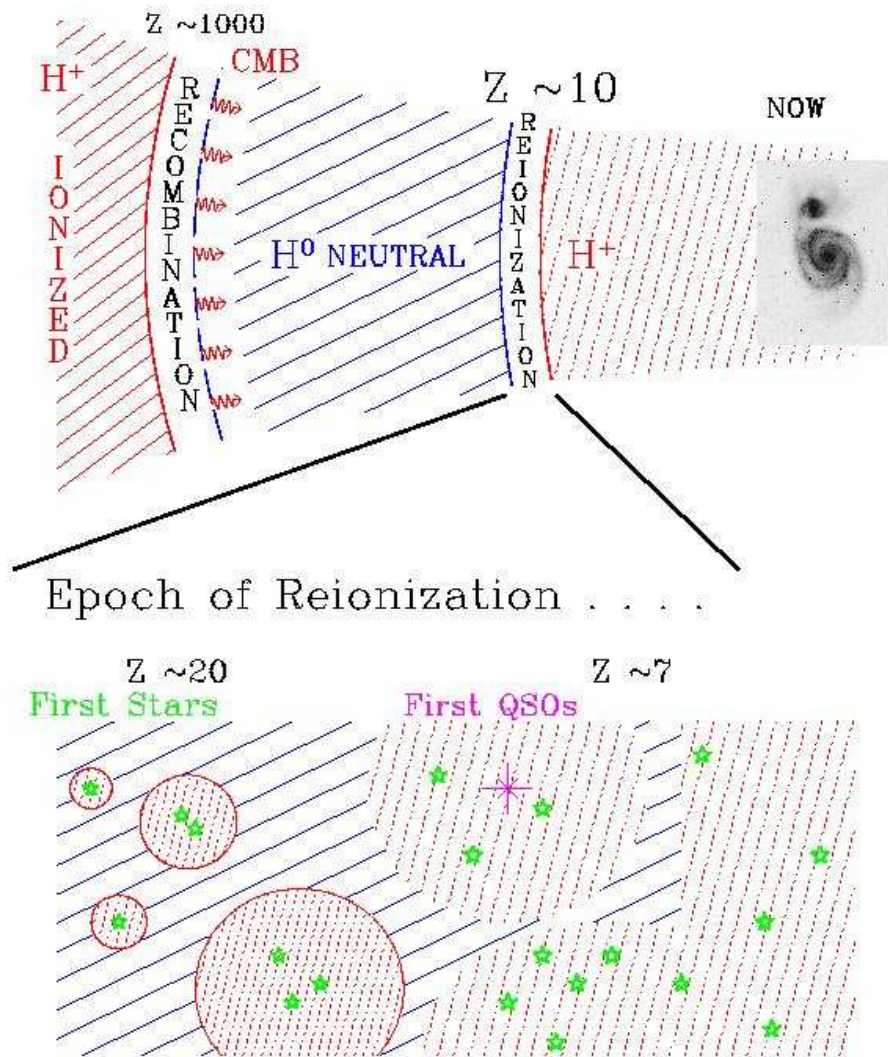 Z ~1000
H+
CMB
IONIZED
RECOMBINATION
H0 NEUTRAL
Z ~10
REIONIZATION
H+
NOW
Epoch of Reionization . . . .
Z ~20
First Stars
Z ~7
First QSOs